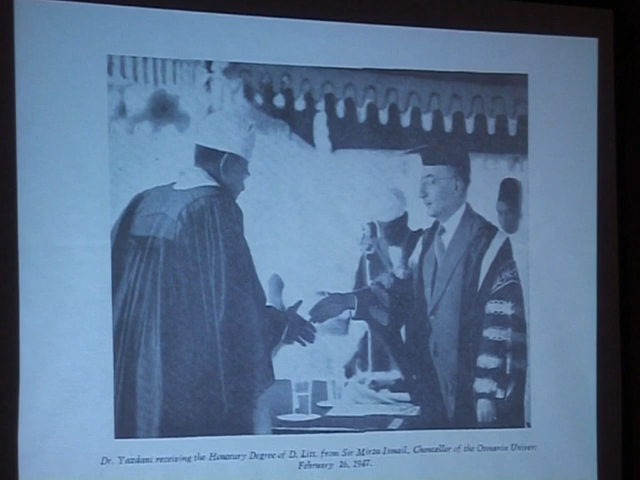 Dr. Yazdani receiving the Honorary Degree of D. Litt. from Sir Mirza Ismail, Chancellor of the Osmania Univer:
February 26, 1947.